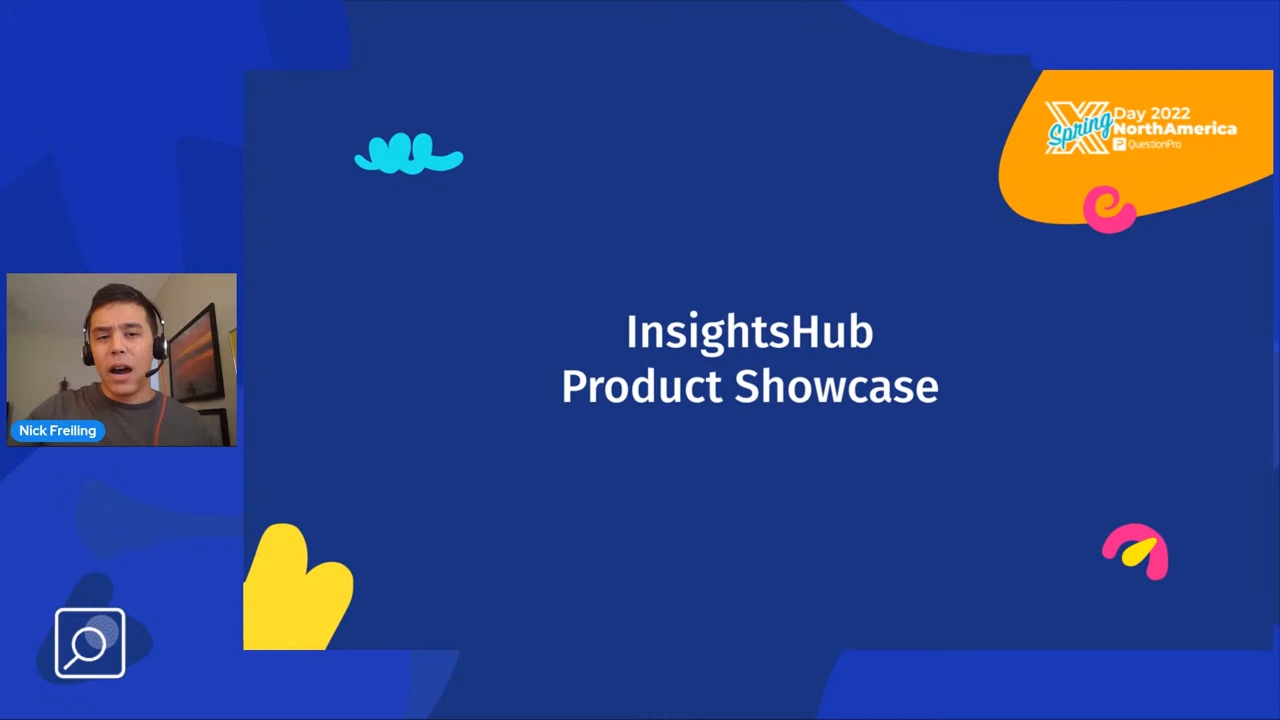 Spring
Day 2022
NorthAmerica
QuestionPro
InsightsHub
Product Showcase
Nick Freiling